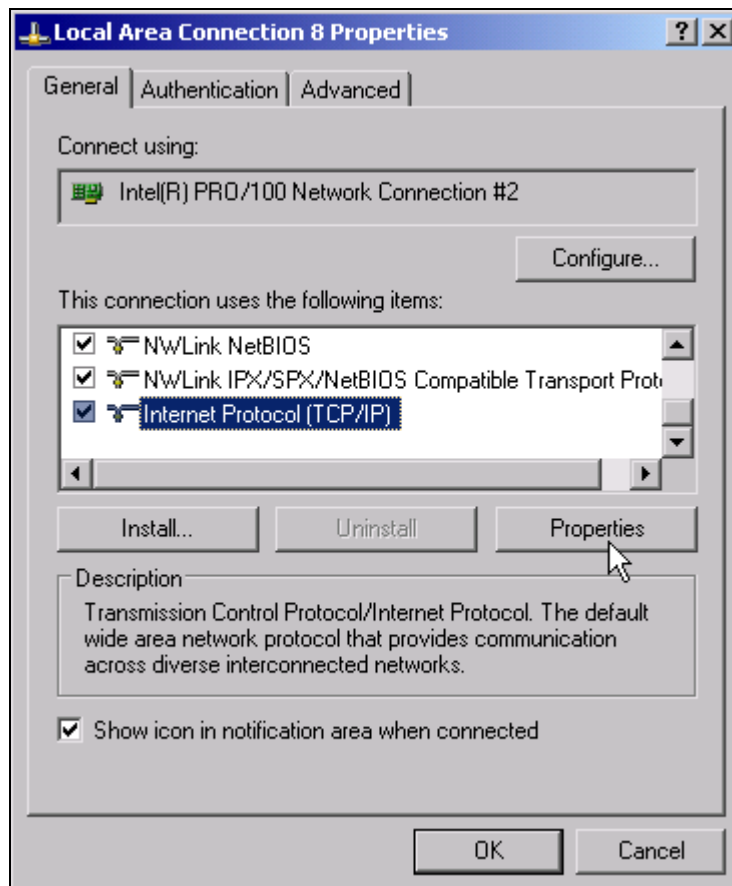 Local Area Connection 8 Properties
General Authentication Advanced
Connect using:
Intel(R) PRO/100 Network Connection #2
Configure...
This connection uses the following items:
NWLink NetBIOS
NWLink IPX/SPX/NetBIOS Compatible Transport Proto
Internet Protocol (TCP/IP)
Install... Uninstall Properties
Description
Transmission Control Protocol/Internet Protocol. The default
wide area network protocol that provides communication
across diverse interconnected networks.
Show icon in notification area when connected
OK Cancel